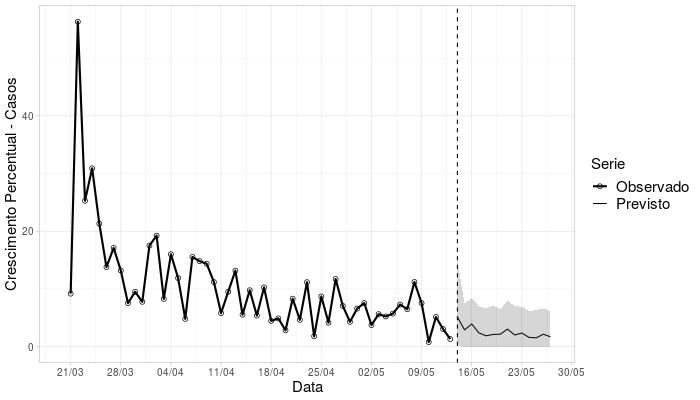 Crescimento Percentual - Casos
40
20
0
21/03 28/03 04/04 11/04 18/04 25/04 02/05 09/05 16/05 23/05 30/05
Data
Serie
Observado
Previsto